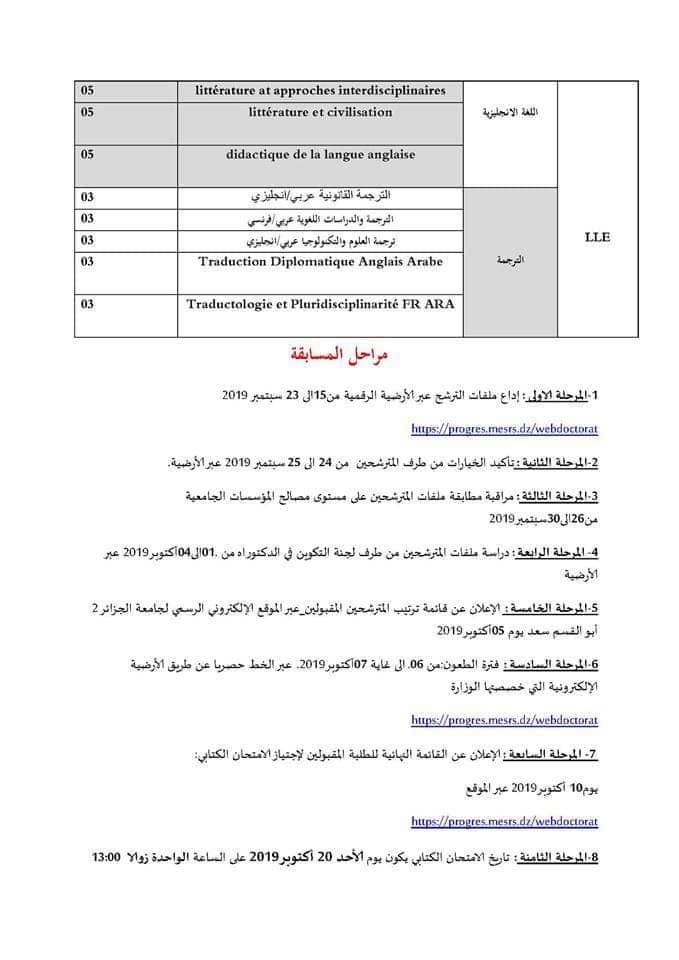 05 littérature at approches interdisciplinaires اللغة الانجليزية LLE
05 littérature et civilisation
05 didactique de la langue anglaise
03 الترجمة القانونية عربي/انجليزي الترجمة
03 الترجمة والدراسات اللغوية عربي/فرنسي
03 ترجمة العلوم والتكنولوجيا عربي/انجليزي
03 Traduction Diplomatique Anglais Arabe
03 Traductologie et Pluridisciplinarité FR ARA
مراحل المسابقة
1-المرحلة الاولى: إداع ملفات الترشح عبر الأرضية الرقمية من15الى 23 سبتمبر 2019
https://progres.mesrs.dz/webdoctorat
2-المرحلة الثانية: تأكيد الخيارات من طرف المترشحين من 24 الى 25 سبتمبر 2019 عبر الأرضية.
3-المرحلة الثالثة: مراقبة مطابقة ملفات المترشحين على مستوى مصالح المؤسسات الجامعية
من26الى30سبتمبر2019
4- المرحلة الرابعة: دراسة ملفات المترشحين من طرف لجنة التكوين في الدكتوراه من .01الى04أكتوبر2019 عبر
الأرضية
5-المرحلة الخامسة: الإعلان عن قائمة ترتيب المترشحين المقبولين عبر الموقع الإلكتروني الرسمي لجامعة الجزائر 2
أبو القسم سعد يوم 05أكتوبر2019
6-المرحلة السادسة: فترة الطعون:من 06. الى غاية 07أكتوبر2019. عبر الخط حصريا عن طريق الأرضية
الإلكترونية التي خصصتها الوزارة
https://progres.mesrs.dz/webdoctorat
7- المرحلة السابعة: الإعلان عن القائمة النهائية للطلبة المقبولين لإجتياز الامتحان الكتابي:
يوم10 أكتوبر2019 عبر الموقع
https://progres.mesrs.dz/webdoctorat
8-المرحلة الثامنة: تاريخ الامتحان الكتابي يكون يوم الأحد 20 أكتوبر2019 على الساعة الواحدة زوالا 13:00